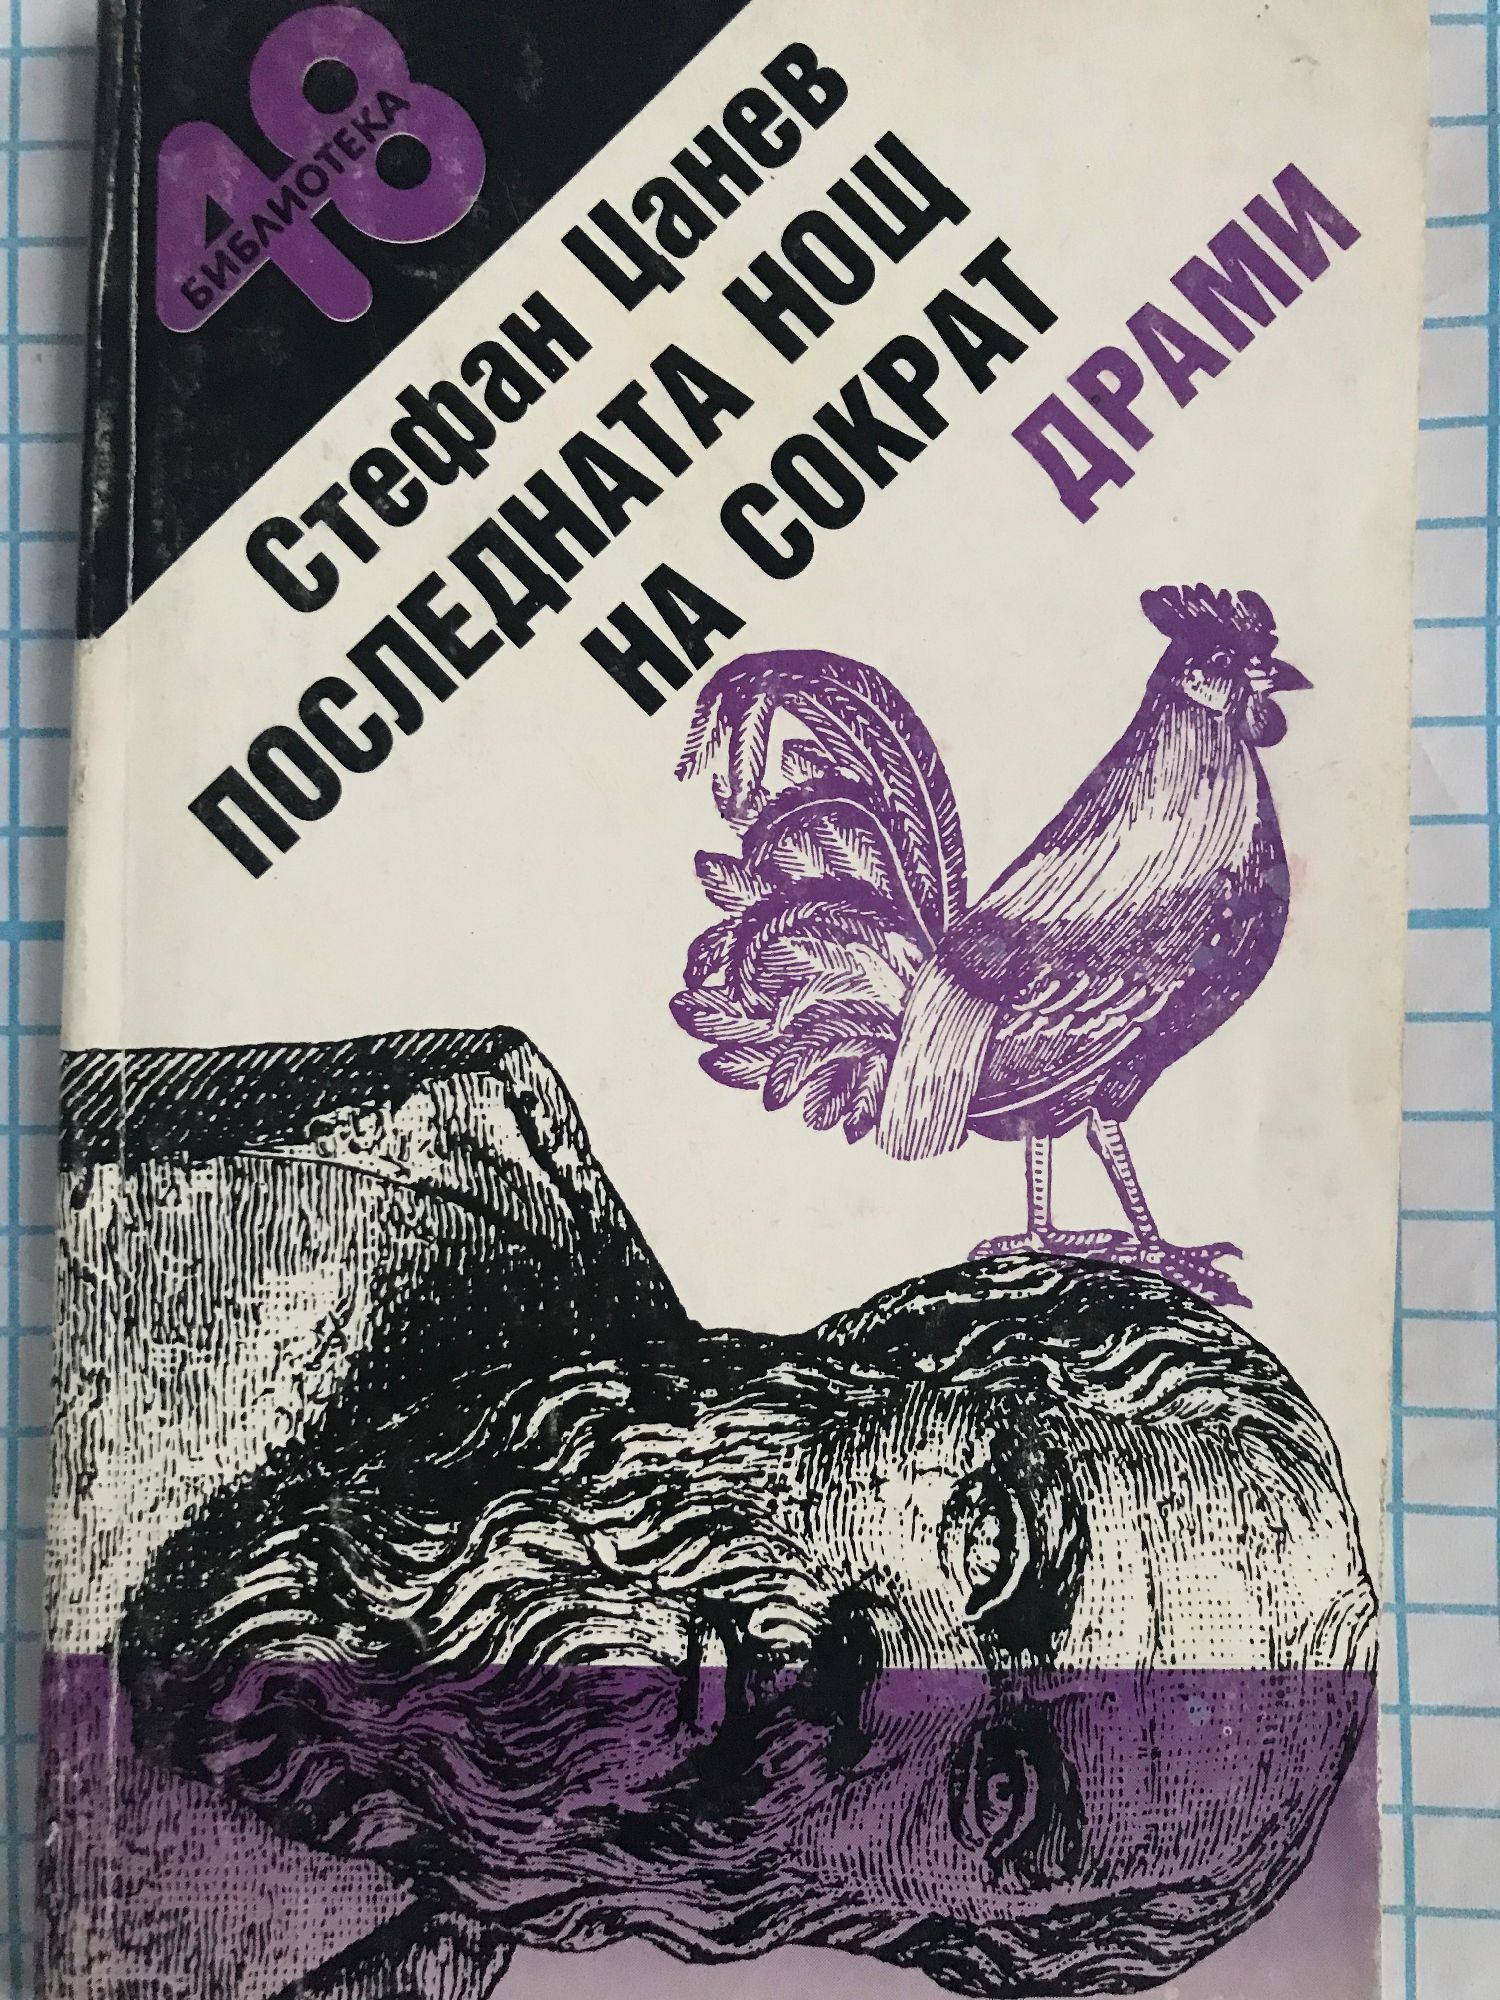 48
БИБЛИОТЕКА
Стефан Цанев
ПОСЛЕДНАТА НОЩ
НА СОКРАТ
ДРАМИ